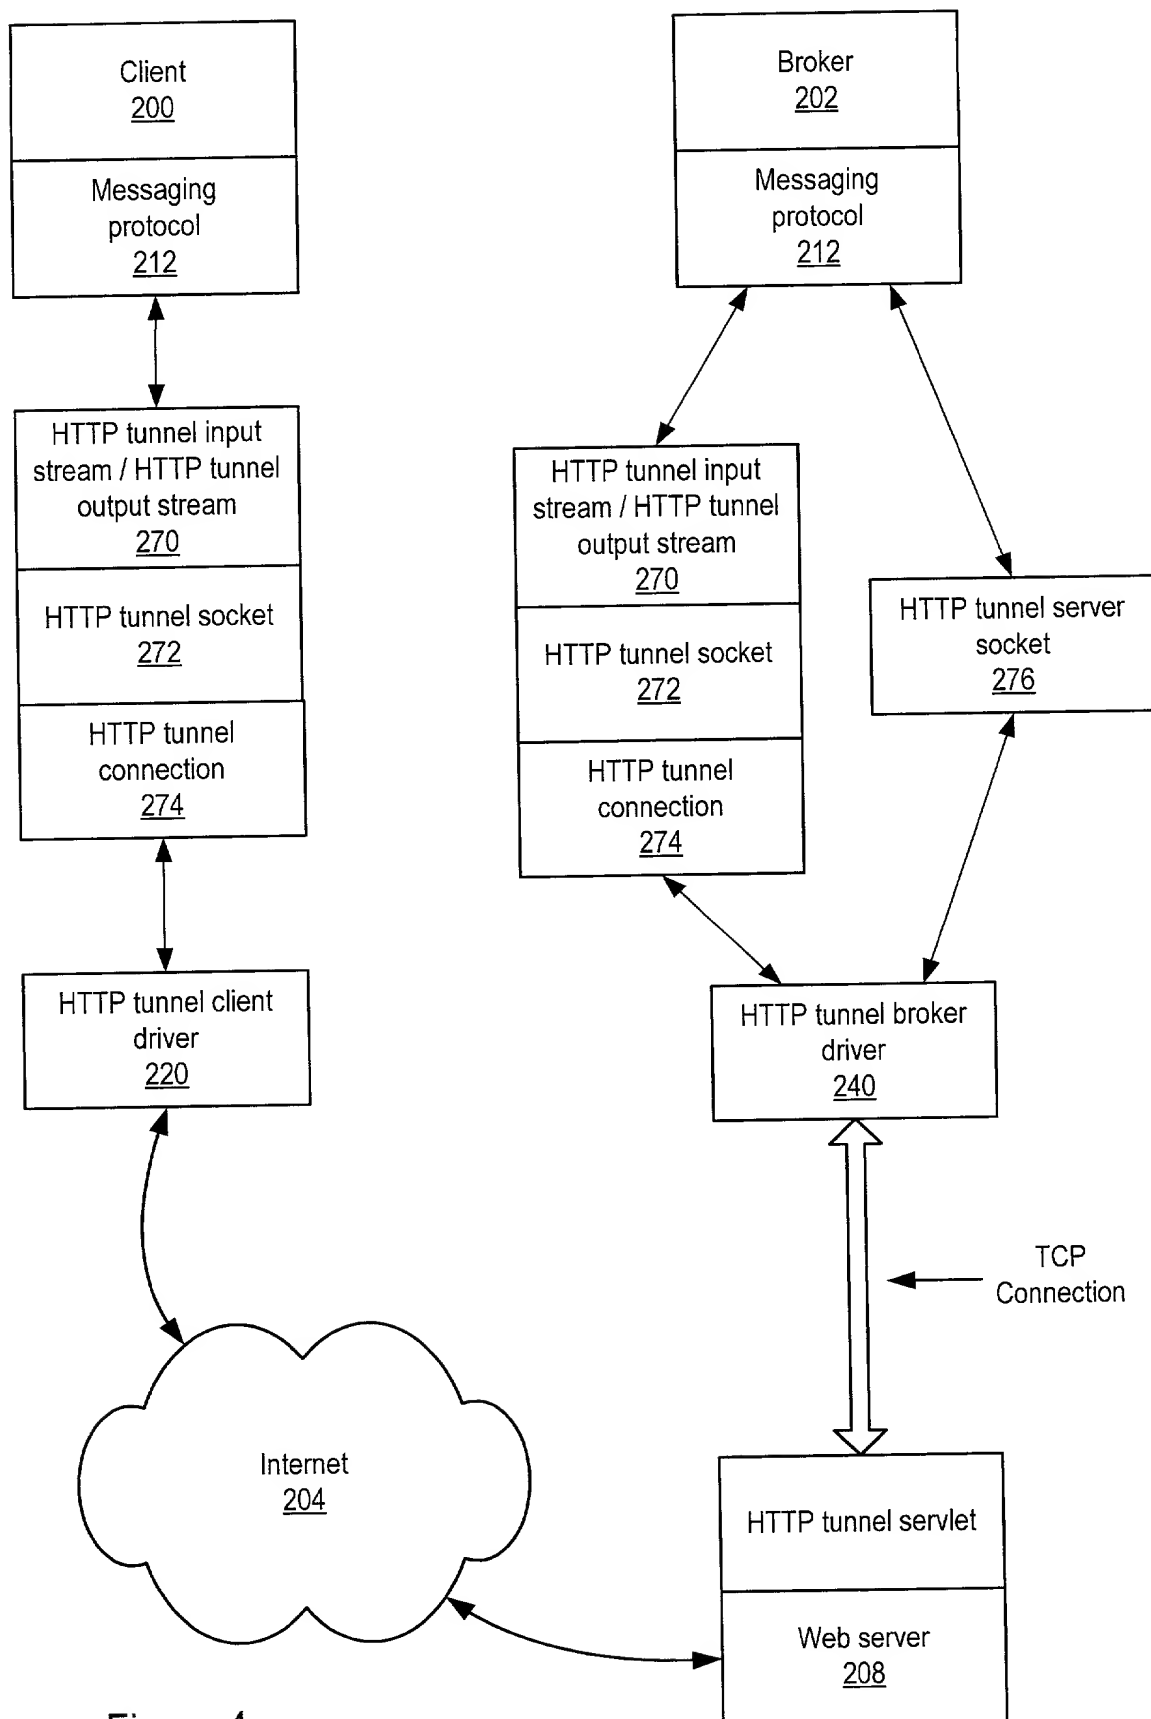 Client
200
Messaging
protocol
212
Broker
202
Messaging
protocol
212
HTTP tunnel input
stream / HTTP tunnel
output stream
270
HTTP tunnel socket
272
HTTP tunnel
connection
274
HTTP tunnel input
stream / HTTP tunnel
output stream
270
HTTP tunnel socket
272
HTTP tunnel
connection
274
HTTP tunnel server
socket
276
HTTP tunnel client
driver
220
HTTP tunnel broker
driver
240
TCP
Connection
Internet
204
HTTP tunnel servlet
Web server
208
Figure 4